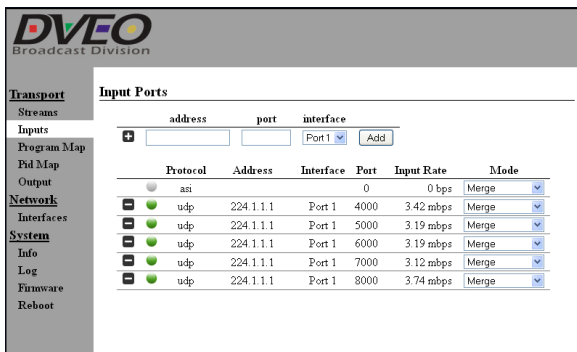 DVEO
Broadcast Division
Transport
Streams
Inputs
Program Map
Pid Map
Output
Network
Interfaces
System
Info
Log
Firmware
Reboot
Input Ports
address port interface
Port 1 Add
Protocol Address Interface Port Input Rate Mode
asi 0 0 bps Merge
udp 224.1.1.1 Port 1 4000 3.42 mbps Merge
udp 224.1.1.1 Port 1 5000 3.19 mbps Merge
udp 224.1.1.1 Port 1 6000 3.19 mbps Merge
udp 224.1.1.1 Port 1 7000 3.12 mbps Merge
udp 224.1.1.1 Port 1 8000 3.74 mbps Merge